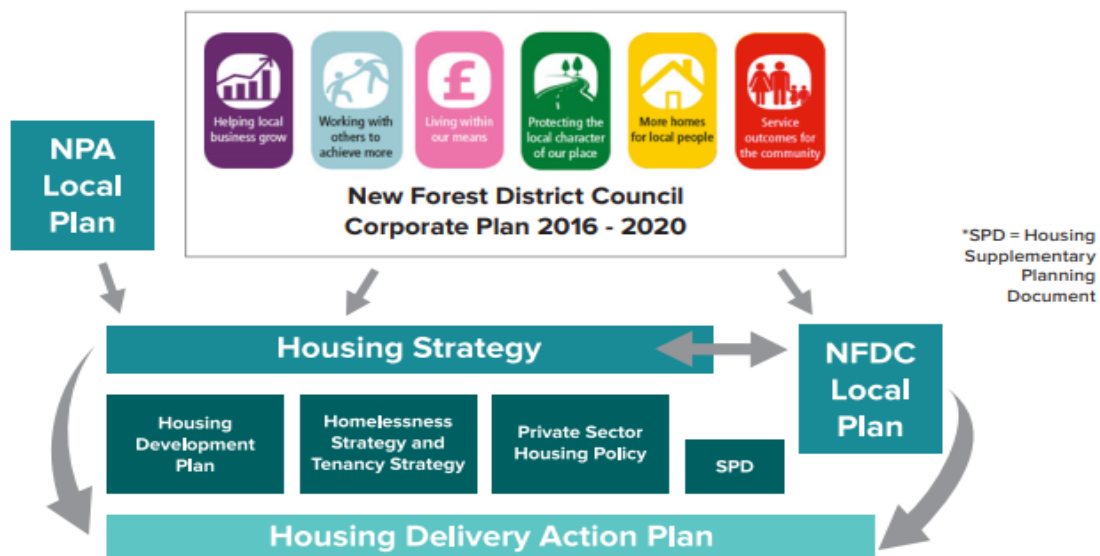 Helping local
business grow
Working with
others to
achieve more
Living within
our means
Protecting the
local character
of our place
More homes
for local people
Service
outcomes for
the community
New Forest District Council
Corporate Plan 2016 - 2020
NPA
Local
Plan
*SPD = Housing
Supplementary
Planning
Document
Housing Strategy
NFDC
Local
Plan
Housing
Development
Plan
Homelessness
Strategy and
Tenancy Strategy
Private Sector
Housing Policy
SPD
Housing Delivery Action Plan